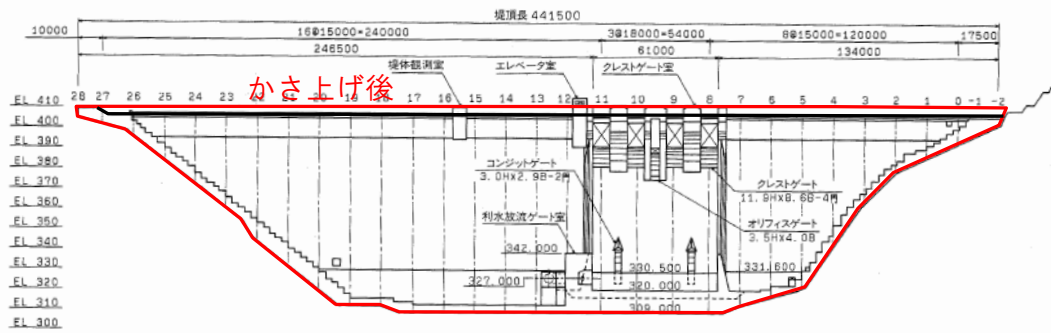 堤頂長 441500
10000 16@15000=240000 3@18000=54000 8@15000=120000 17500
246500 61000 134000
堤体観測室 エレベータ室 クレストゲート室
かさ上げ後
EL 410
28 27 26 25 24 23 22 21 20 19 18 17 16 15 14 13 12 11 10 9 8 7 6 5 4 3 2 1 0 -1 -2
EL 400
EL 390
EL 380
コンジットゲート
3.0H×2.9B-2門
EL 370
クレストゲート
11.9H×8.6B-4門
EL 360
利水放流ゲート室
オリフィスゲート
3.5H×4.0B
EL 350
EL 340
342.000
EL 330
330.500 331.600
327.000
EL 320
320.000
EL 310
309.000
EL 300